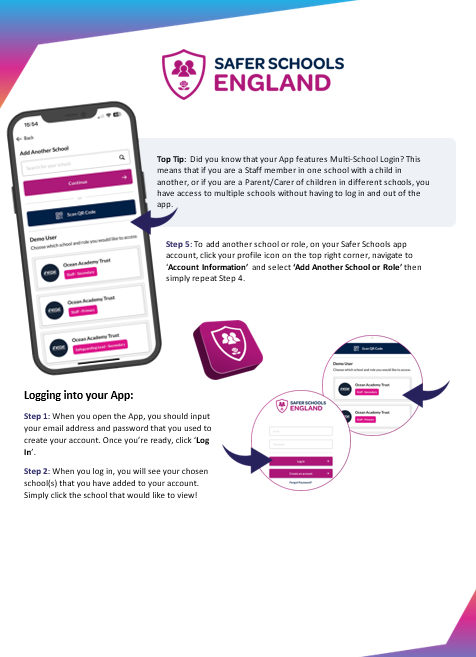 SAFER SCHOOLS
ENGLAND
15:54
Back
Add Another School
Search for your school
Continue
Scan QR Code
Demo User
Choose which school and role you would like to access
Ocean Academy Trust
Staff - Secondary
Ocean Academy Trust
Staff - Primary
Ocean Academy Trust
Safeguarding Lead - Secondary
Top Tip: Did you know that your App features Multi-School Login? This
means that if you are a Staff member in one school with a child in
another, or if you are a Parent/Carer of children in different schools, you
have access to multiple schools without having to log in and out of the
app.
Step 5: To add another school or role, on your Safer Schools app
account, click your profile icon on the top right corner, navigate to
‘Account Information’ and select ‘Add Another School or Role’ then
simply repeat Step 4.
Logging into your App:
Step 1: When you open the App, you should input
your email address and password that you used to
create your account. Once you’re ready, click ‘Log
In’.
Step 2: When you log in, you will see your chosen
school(s) that you have added to your account.
Simply click the school that would like to view!
Scan QR Code
Demo User
Choose which school and role you would like to access
Ocean Academy Trust
Staff - Secondary
Ocean Academy Trust
Staff - Primary
SAFER SCHOOLS
ENGLAND
Log In
Create an account
Forgot Password?